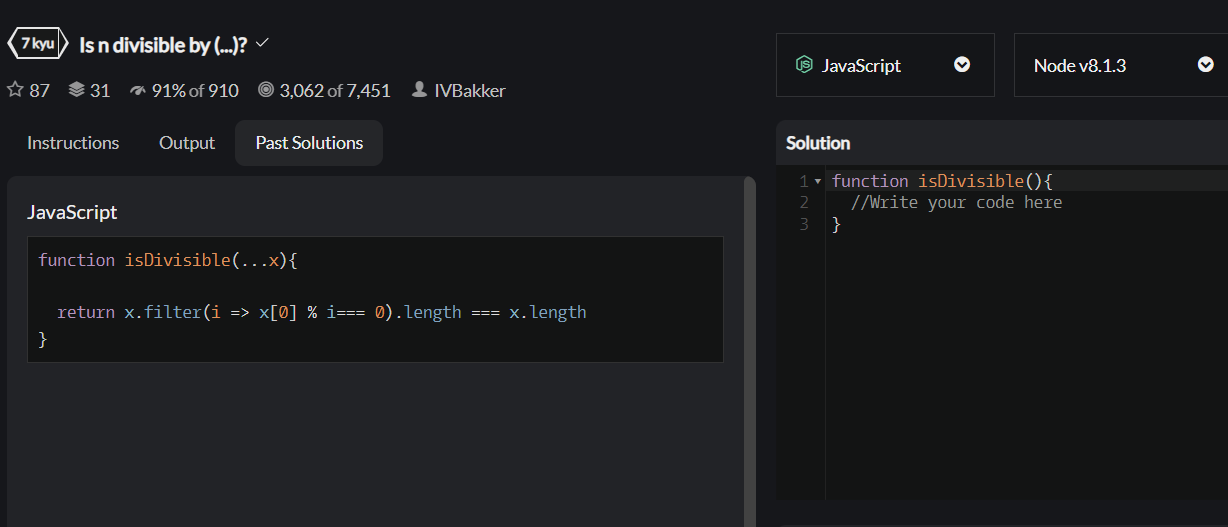 7 kyu Is n divisible by (...)?
87 31 91% of 910 3,062 of 7,451 IVBakker
JavaScript
Node v8.1.3
Instructions Output Past Solutions
JavaScript
function isDivisible(...x){
return x.filter(i => x[0] % i=== 0).length === x.length
}
Solution
1 function isDivisible(){
2 //Write your code here
3 }